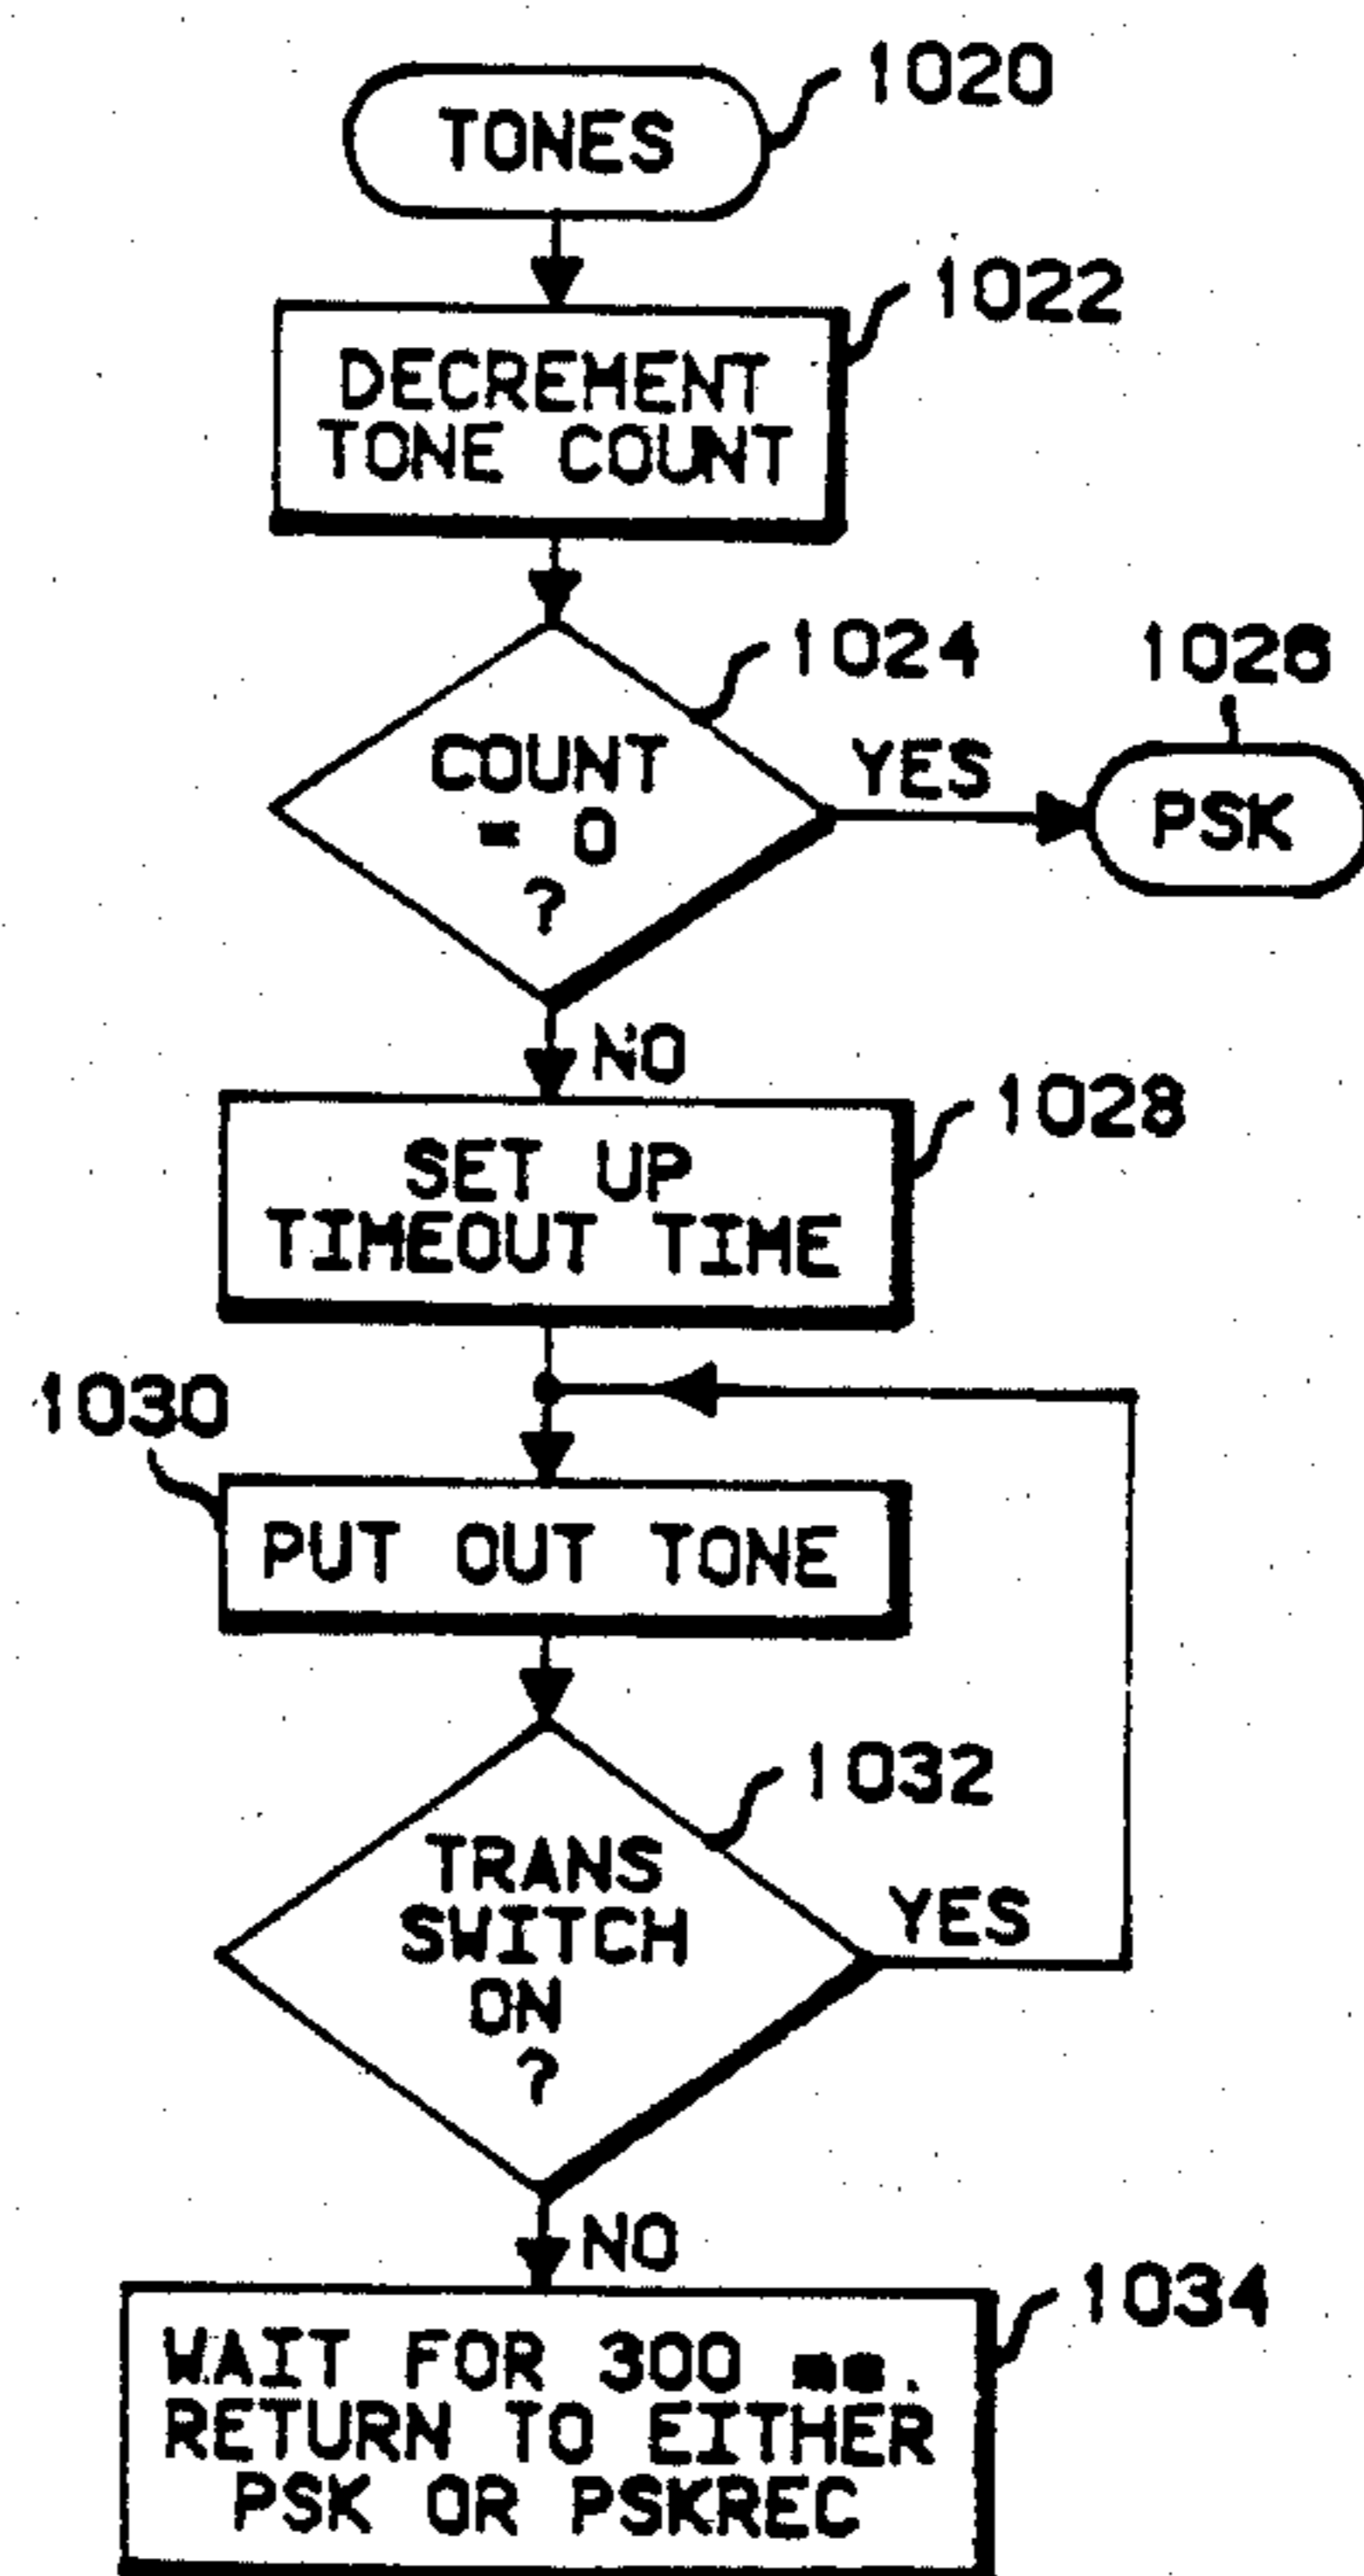 1020
TONES
1022
DECREMENT
TONE COUNT
1024
COUNT
= 0
?
YES
1026
PSK
NO
1028
SET UP
TIMEOUT TIME
1030
PUT OUT TONE
1032
TRANS
SWITCH
ON
?
YES
NO
1034
WAIT FOR 300 ms.
RETURN TO EITHER
PSK OR PSKREC